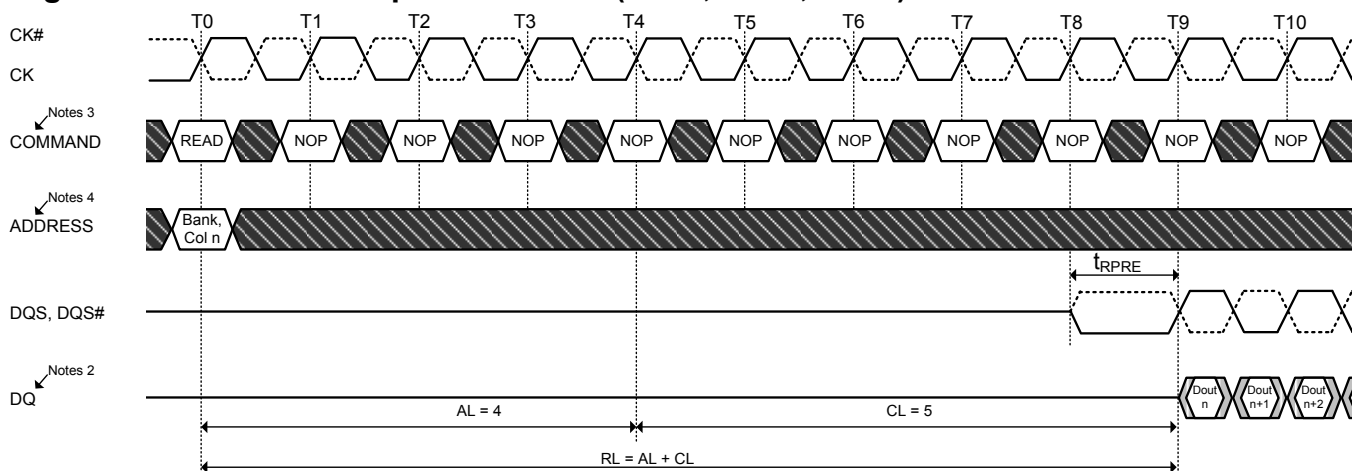 T0 T1 T2 T3 T4 T5 T6 T7 T8 T9 T10
CK#
CK
Notes 3
COMMAND
READ NOP NOP NOP NOP NOP NOP NOP NOP NOP NOP
Notes 4
ADDRESS
Bank,
Col n
tRPRE
DQS, DQS#
Notes 2
DQ
Dout
n
Dout
n+1
Dout
n+2
AL = 4
CL = 5
RL = AL + CL